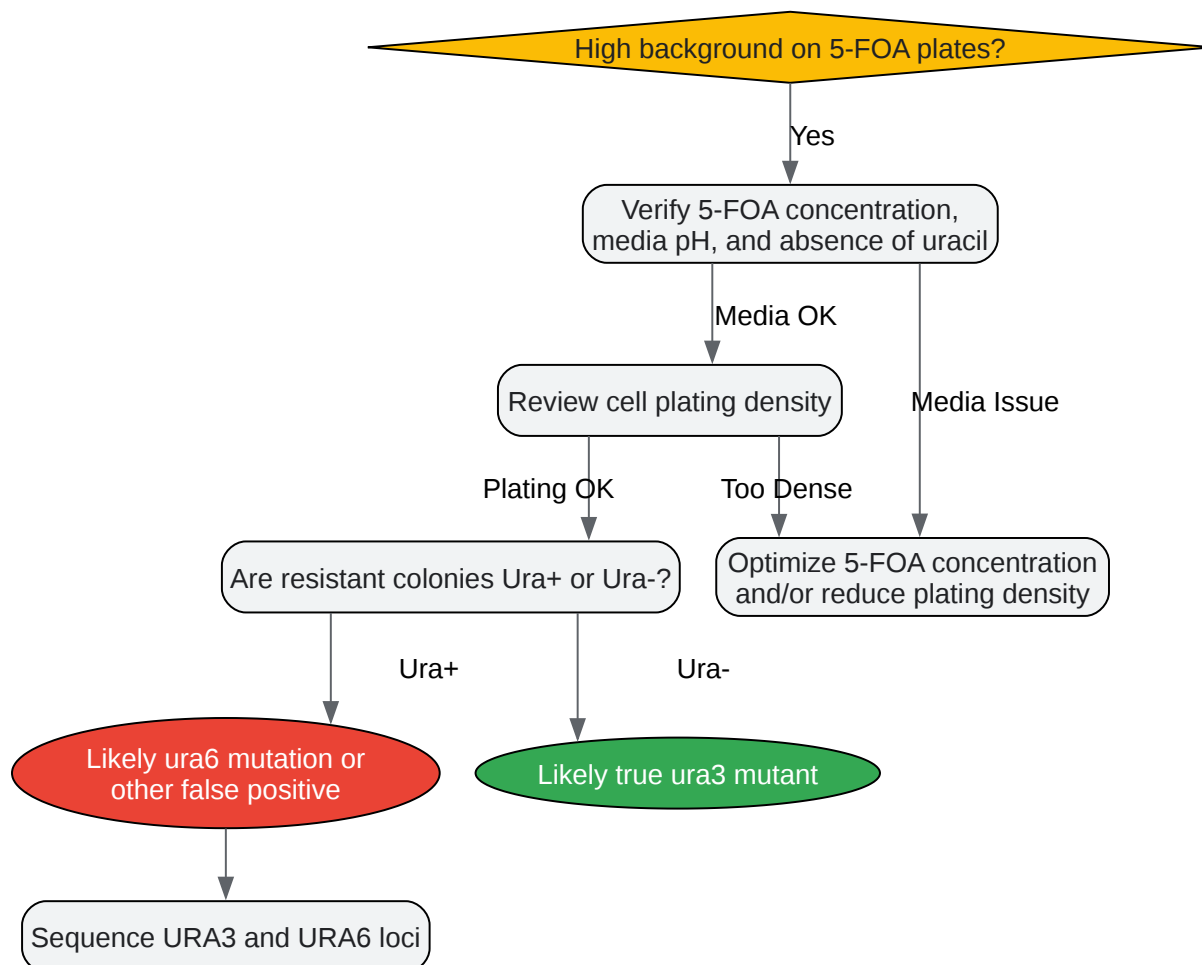 High background on 5-FOA plates?
Yes
Verify 5-FOA concentration,
media pH, and absence of uracil
Media OK
Review cell plating density
Media Issue
Plating OK
Too Dense
Are resistant colonies Ura+ or Ura-?
Optimize 5-FOA concentration
and/or reduce plating density
Ura+
Ura-
Likely ura6 mutation or
other false positive
Likely true ura3 mutant
Sequence URA3 and URA6 loci